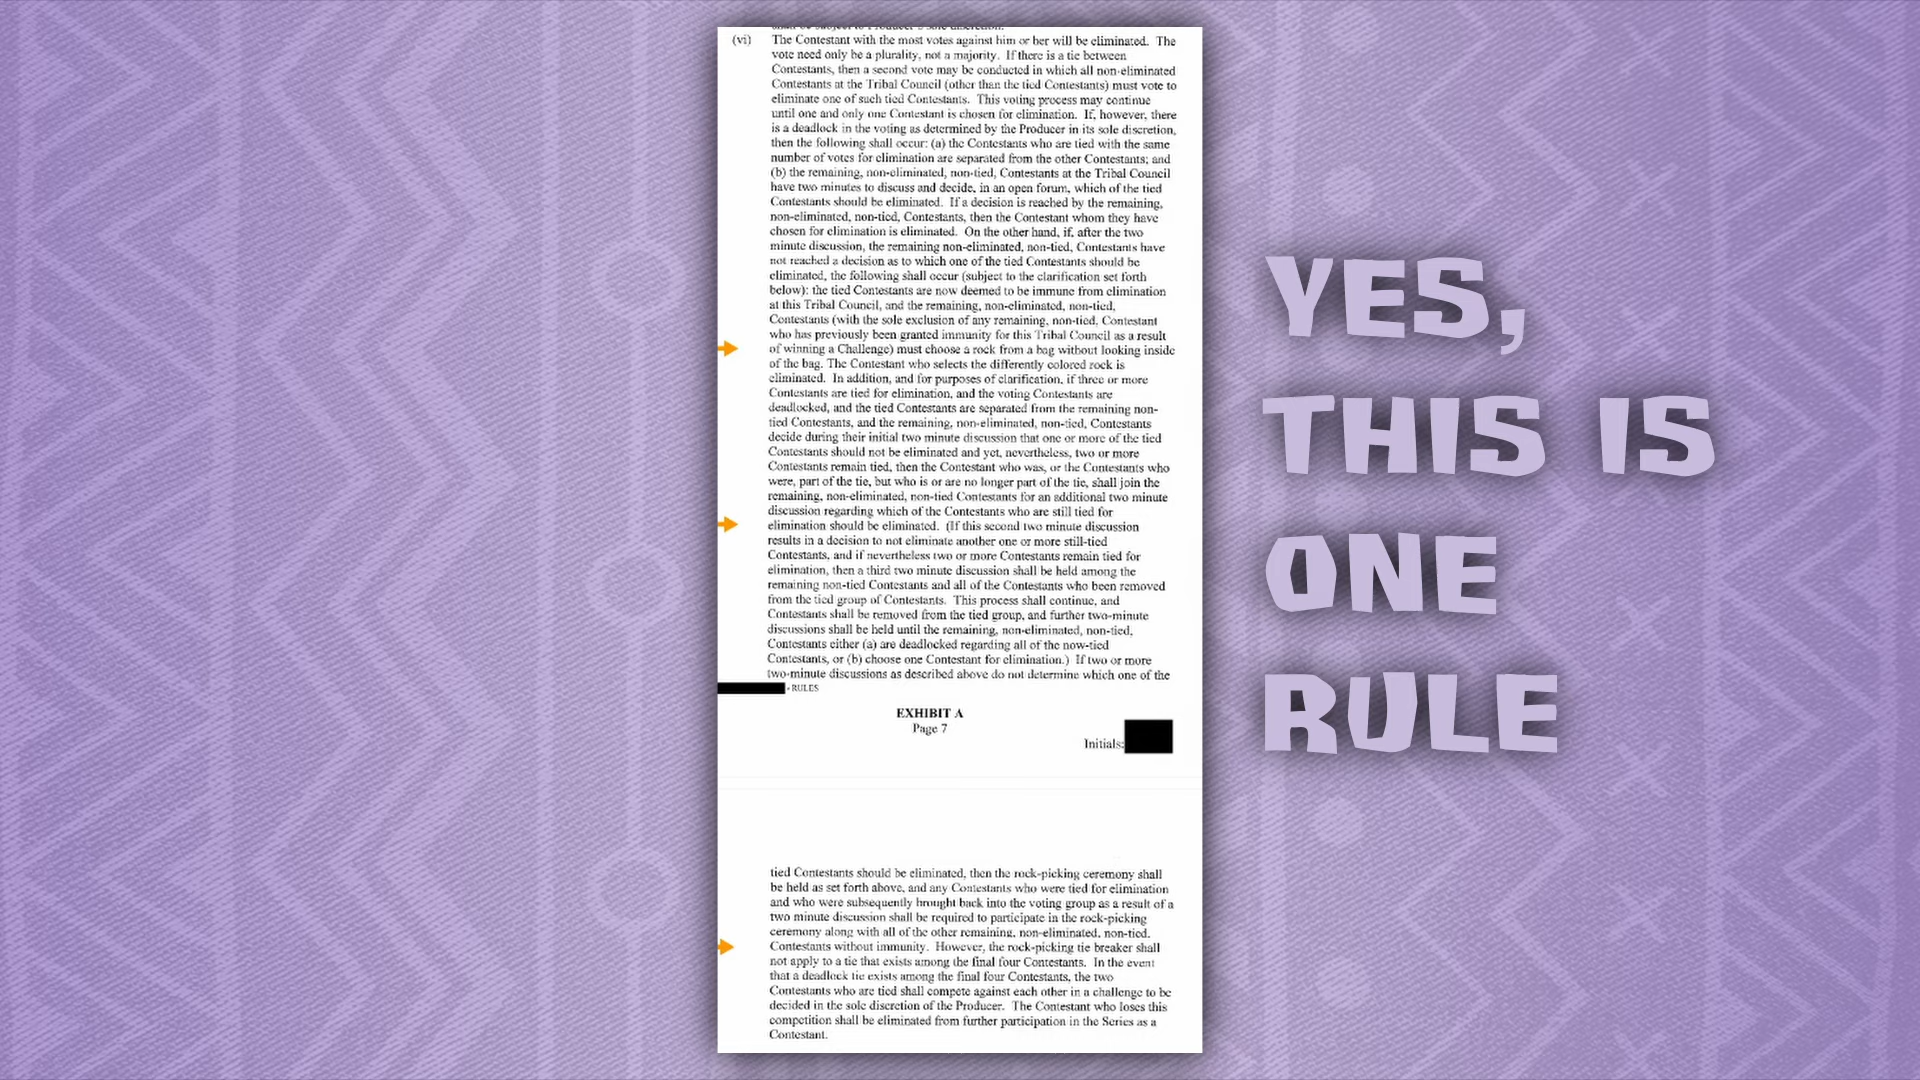 (vi) The Contestant with the most votes against him or her will be eliminated. The
vote need only be a plurality, not a majority. If there is a tie between
Contestants, then a second vote may be conducted in which all non-eliminated
Contestants at the Tribal Council (other than the tied Contestants) must vote to
eliminate one of such tied Contestants. This voting process may continue
until one and only one Contestant is chosen for elimination. If, however, there
is a deadlock in the voting as determined by the Producer in its sole discretion,
then the following shall occur: (a) the Contestants who are tied with the same
number of votes for elimination are separated from the other Contestants; and
(b) the remaining, non-eliminated, non-tied, Contestants at the Tribal Council
have two minutes to discuss and decide, in an open forum, which of the tied
Contestants should be eliminated. If a decision is reached by the remaining,
non-eliminated, non-tied, Contestants, then the Contestant whom they have
chosen for elimination is eliminated. On the other hand, if, after the two
minute discussion, the remaining non-eliminated, non-tied, Contestants have
not reached a decision as to which one of the tied Contestants should be
eliminated, the following shall occur (subject to the clarification set forth
below): the tied Contestants are now deemed to be immune from elimination
at this Tribal Council, and the remaining, non-eliminated, non-tied,
Contestants (with the sole exclusion of any remaining, non-tied, Contestant
who has previously been granted immunity for this Tribal Council as a result
of winning a Challenge) must choose a rock from a bag without looking inside
of the bag. The Contestant who selects the differently colored rock is
eliminated. In addition, and for purposes of clarification, if three or more
Contestants are tied for elimination, and the voting Contestants are
deadlocked, and the tied Contestants are separated from the remaining non-
tied Contestants, and the remaining, non-eliminated, non-tied, Contestants
decide during their initial two minute discussion that one or more of the tied
Contestants should not be eliminated and yet, nevertheless, two or more
Contestants remain tied, then the Contestant who was, or the Contestants who
were, part of the tie, but who is or are no longer part of the tie, shall join the
remaining, non-eliminated, non-tied Contestants for an additional two minute
discussion regarding which of the Contestants who are still tied for
elimination should be eliminated. (If this second two minute discussion
results in a decision to not eliminate another one or more still-tied
Contestants, and if nevertheless two or more Contestants remain tied for
elimination, then a third two minute discussion shall be held among the
remaining non-tied Contestants and all of the Contestants who been removed
from the tied group of Contestants. This process shall continue, and
Contestants shall be removed from the tied group, and further two-minute
discussions shall be held until the remaining, non-eliminated, non-tied,
Contestants either (a) are deadlocked regarding all of the now-tied
Contestants, or (b) choose one Contestant for elimination.) If two or more
two-minute discussions as described above do not determine which one of the
- RULES
EXHIBIT A
Page 7
Initials:
tied Contestants should be eliminated, then the rock-picking ceremony shall
be held as set forth above, and any Contestants who were tied for elimination
and who were subsequently brought back into the voting group as a result of a
two minute discussion shall be required to participate in the rock-picking
ceremony along with all of the other remaining, non-eliminated, non-tied,
Contestants without immunity. However, the rock-picking tie breaker shall
not apply to a tie that exists among the final four Contestants. In the event
that a deadlock tie exists among the final four Contestants, the two
Contestants who are tied shall compete against each other in a challenge to be
decided in the sole discretion of the Producer. The Contestant who loses this
competition shall be eliminated from further participation in the Series as a
Contestant.
YES,
THIS IS
ONE
RULE